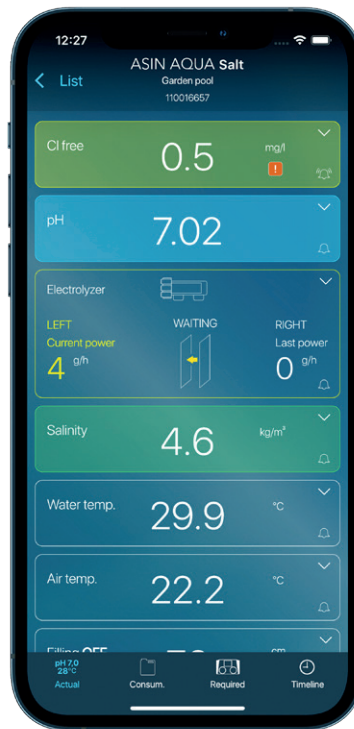 12:27
ASIN AQUA Salt
List
Garden pool
110016657
Cl free
0.5
mg/l
!
pH
7.02
Electrolyzer
LEFT
WAITING
RIGHT
Current power
Last power
4 g/h
0 g/h
Salinity
4.6
kg/m³
Water temp.
29.9
°C
Air temp.
22.2
°C
Filling OFF
cm
pH 7,0
28°C
Actual
Consum.
Required
Timeline